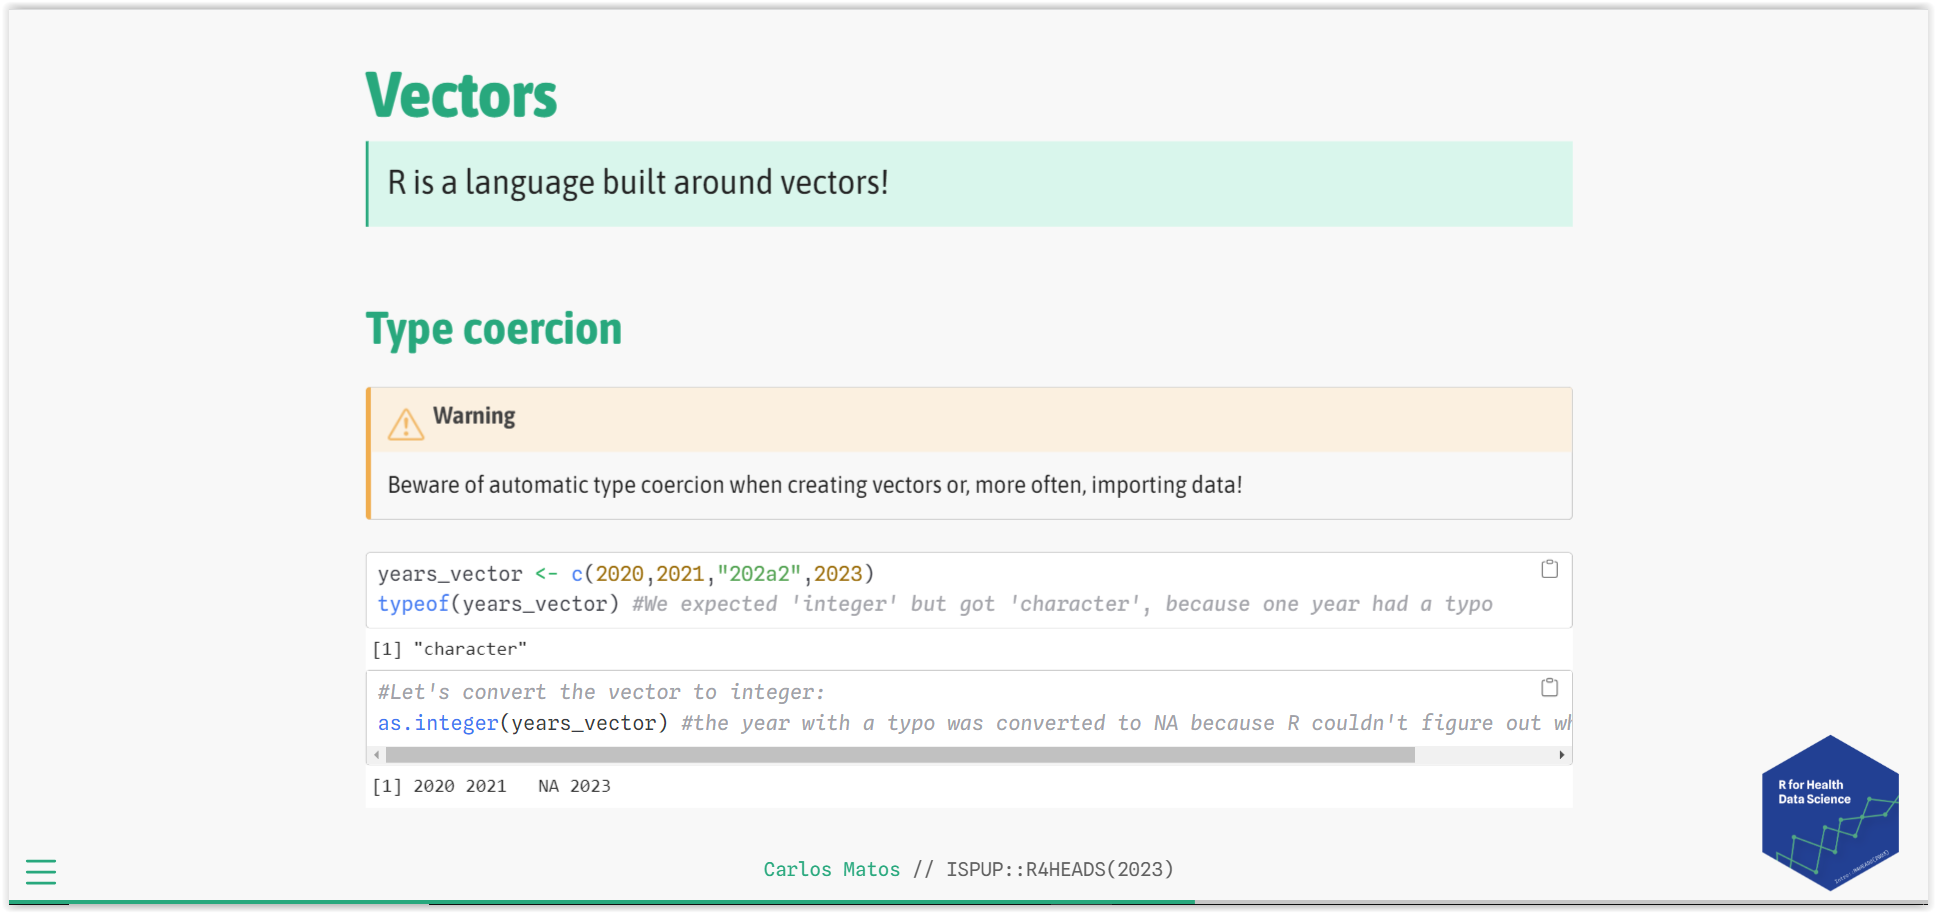 Vectors
R is a language built around vectors!
Type coercion
Warning
Beware of automatic type coercion when creating vectors or, more often, importing data!
years_vector <- c(2020,2021,"202a2",2023)
typeof(years_vector) #We expected 'integer' but got 'character', because one year had a typo
[1] "character"
#Let's convert the vector to integer:
as.integer(years_vector) #the year with a typo was converted to NA because R couldn't figure out
[1] 2020 2021   NA 2023
R for Health
Data Science
Carlos Matos // ISPUP::R4HEADS(2023)